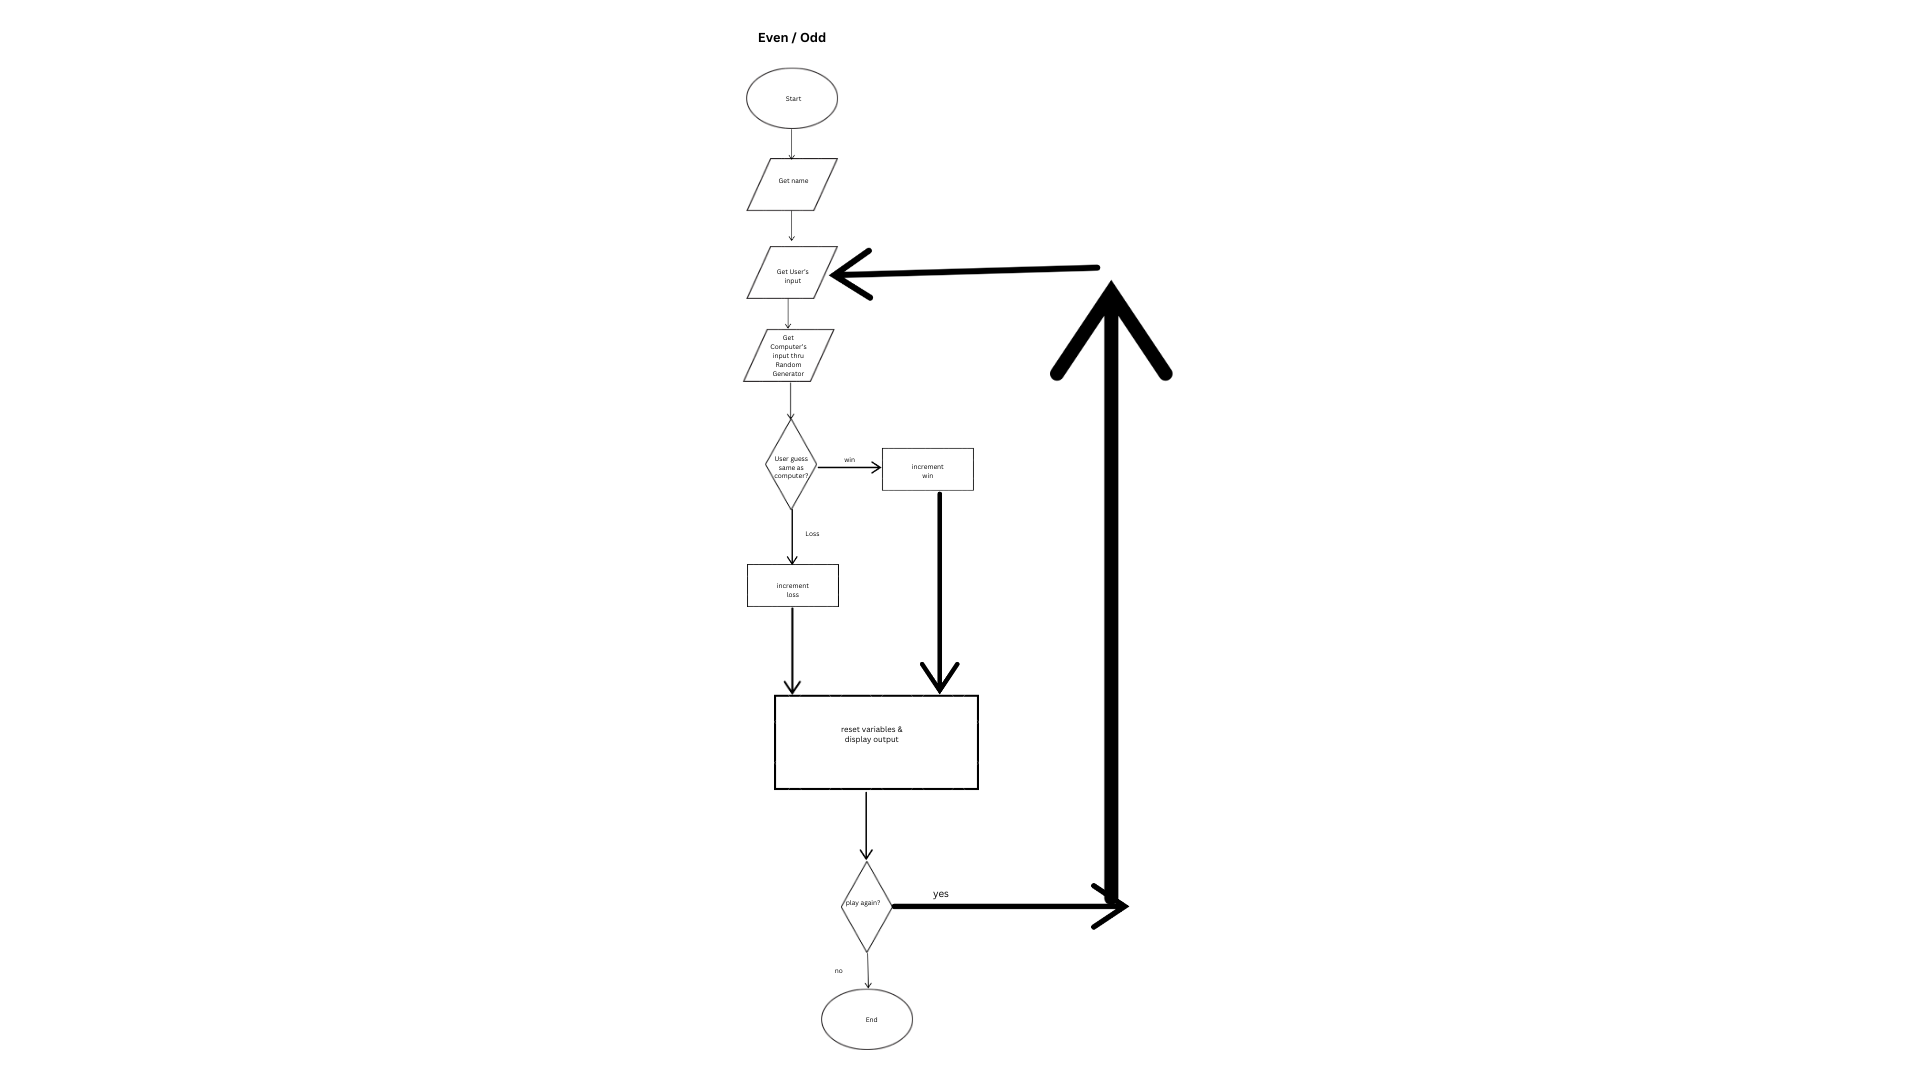 Even / Odd
Start
Get name
Get User's
input
Get
Computer's
input thru
Random
Generator
User guess
same as
computer?
win
increment
win
Loss
increment
loss
reset variables &
display output
yes
play again?
no
End